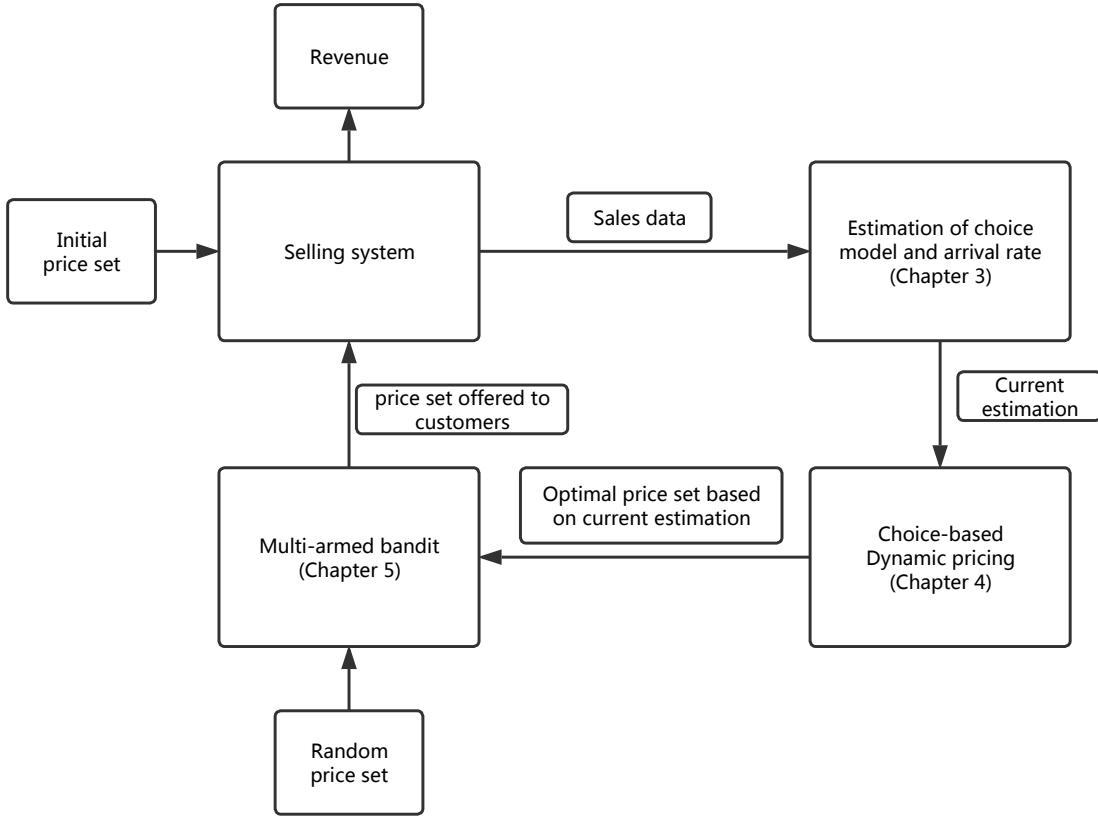 Revenue
Initial
price set
Selling system
Sales data
Estimation of choice
model and arrival rate
(Chapter 3)
price set offered to
customers
Current
estimation
Multi-armed bandit
(Chapter 5)
Optimal price set based
on current estimation
Choice-based
Dynamic pricing
(Chapter 4)
Random
price set